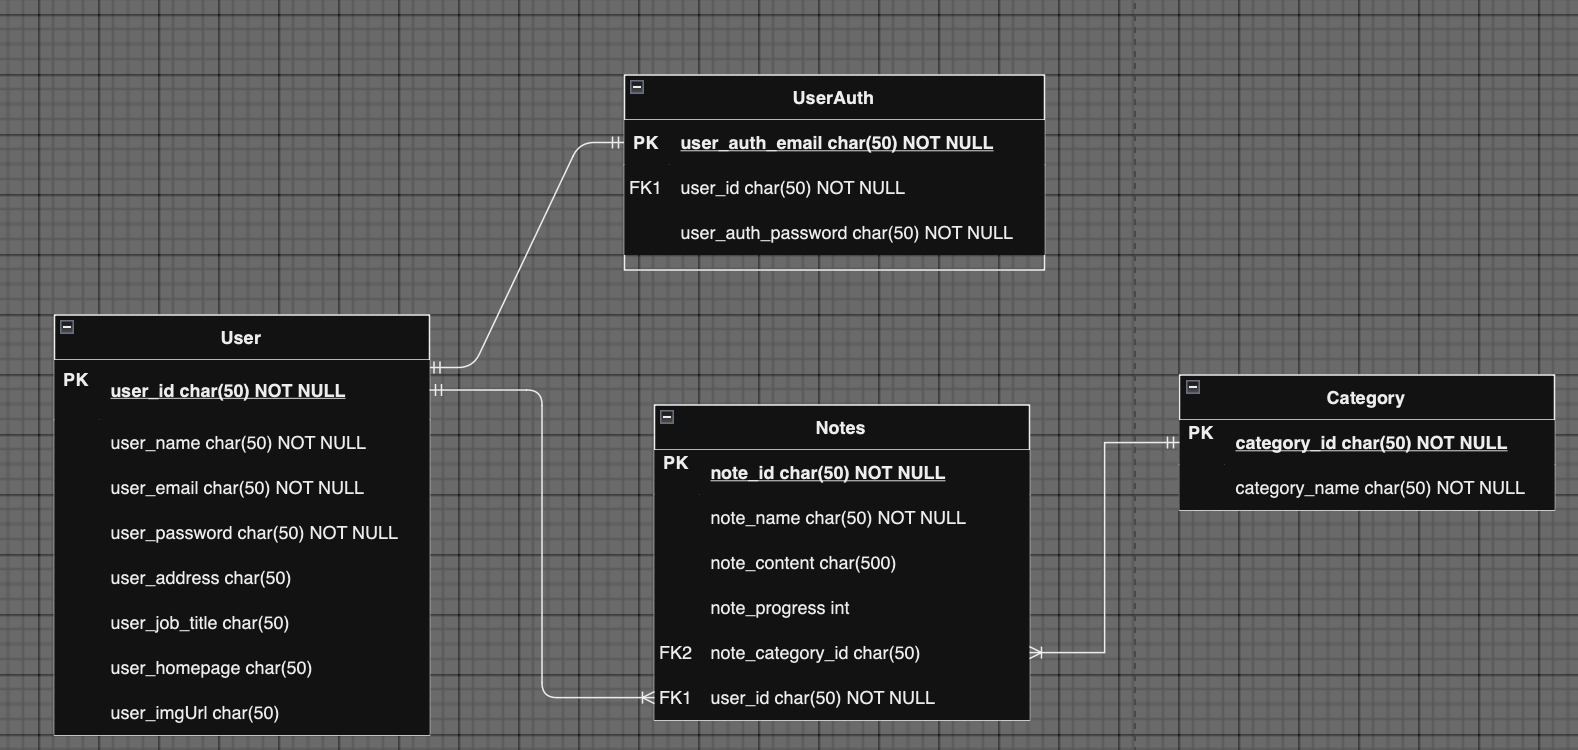 UserAuth
PK user_auth_email char(50) NOT NULL
FK1 user_id char(50) NOT NULL
user_auth_password char(50) NOT NULL
User
PK user_id char(50) NOT NULL
user_name char(50) NOT NULL
user_email char(50) NOT NULL
user_password char(50) NOT NULL
user_address char(50)
user_job_title char(50)
user_homepage char(50)
user_imgUrl char(50)
Notes
PK note_id char(50) NOT NULL
note_name char(50) NOT NULL
note_content char(500)
note_progress int
FK2 note_category_id char(50)
FK1 user_id char(50) NOT NULL
Category
PK category_id char(50) NOT NULL
category_name char(50) NOT NULL